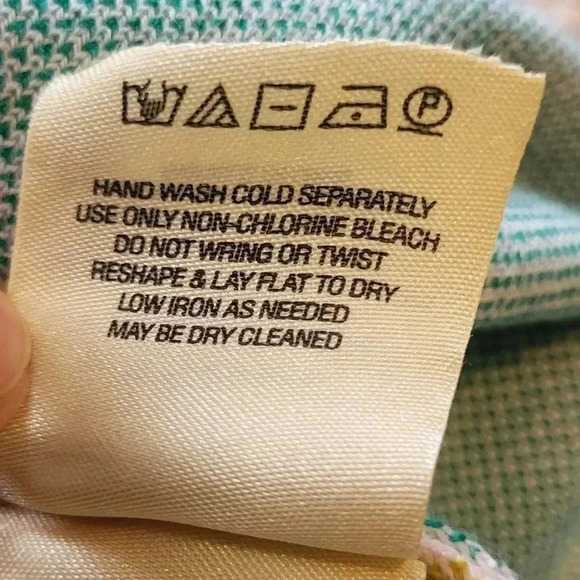 P
HAND WASH COLD SEPARATELY
USE ONLY NON-CHLORINE BLEACH
DO NOT WRING OR TWIST
RESHAPE & LAY FLAT TO DRY
LOW IRON AS NEEDED
MAY BE DRY CLEANED